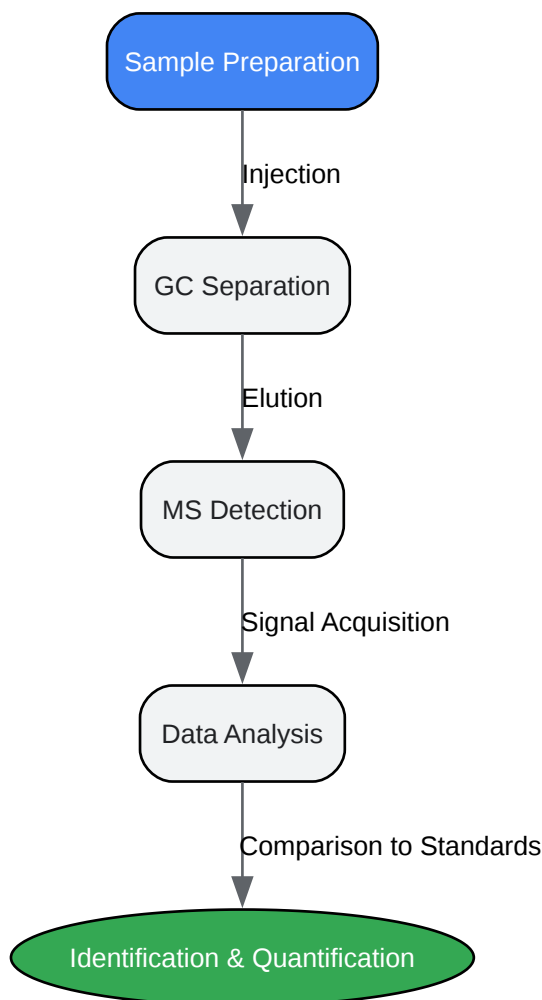 Sample Preparation
Injection
GC Separation
Elution
MS Detection
Signal Acquisition
Data Analysis
Comparison to Standards
Identification & Quantification